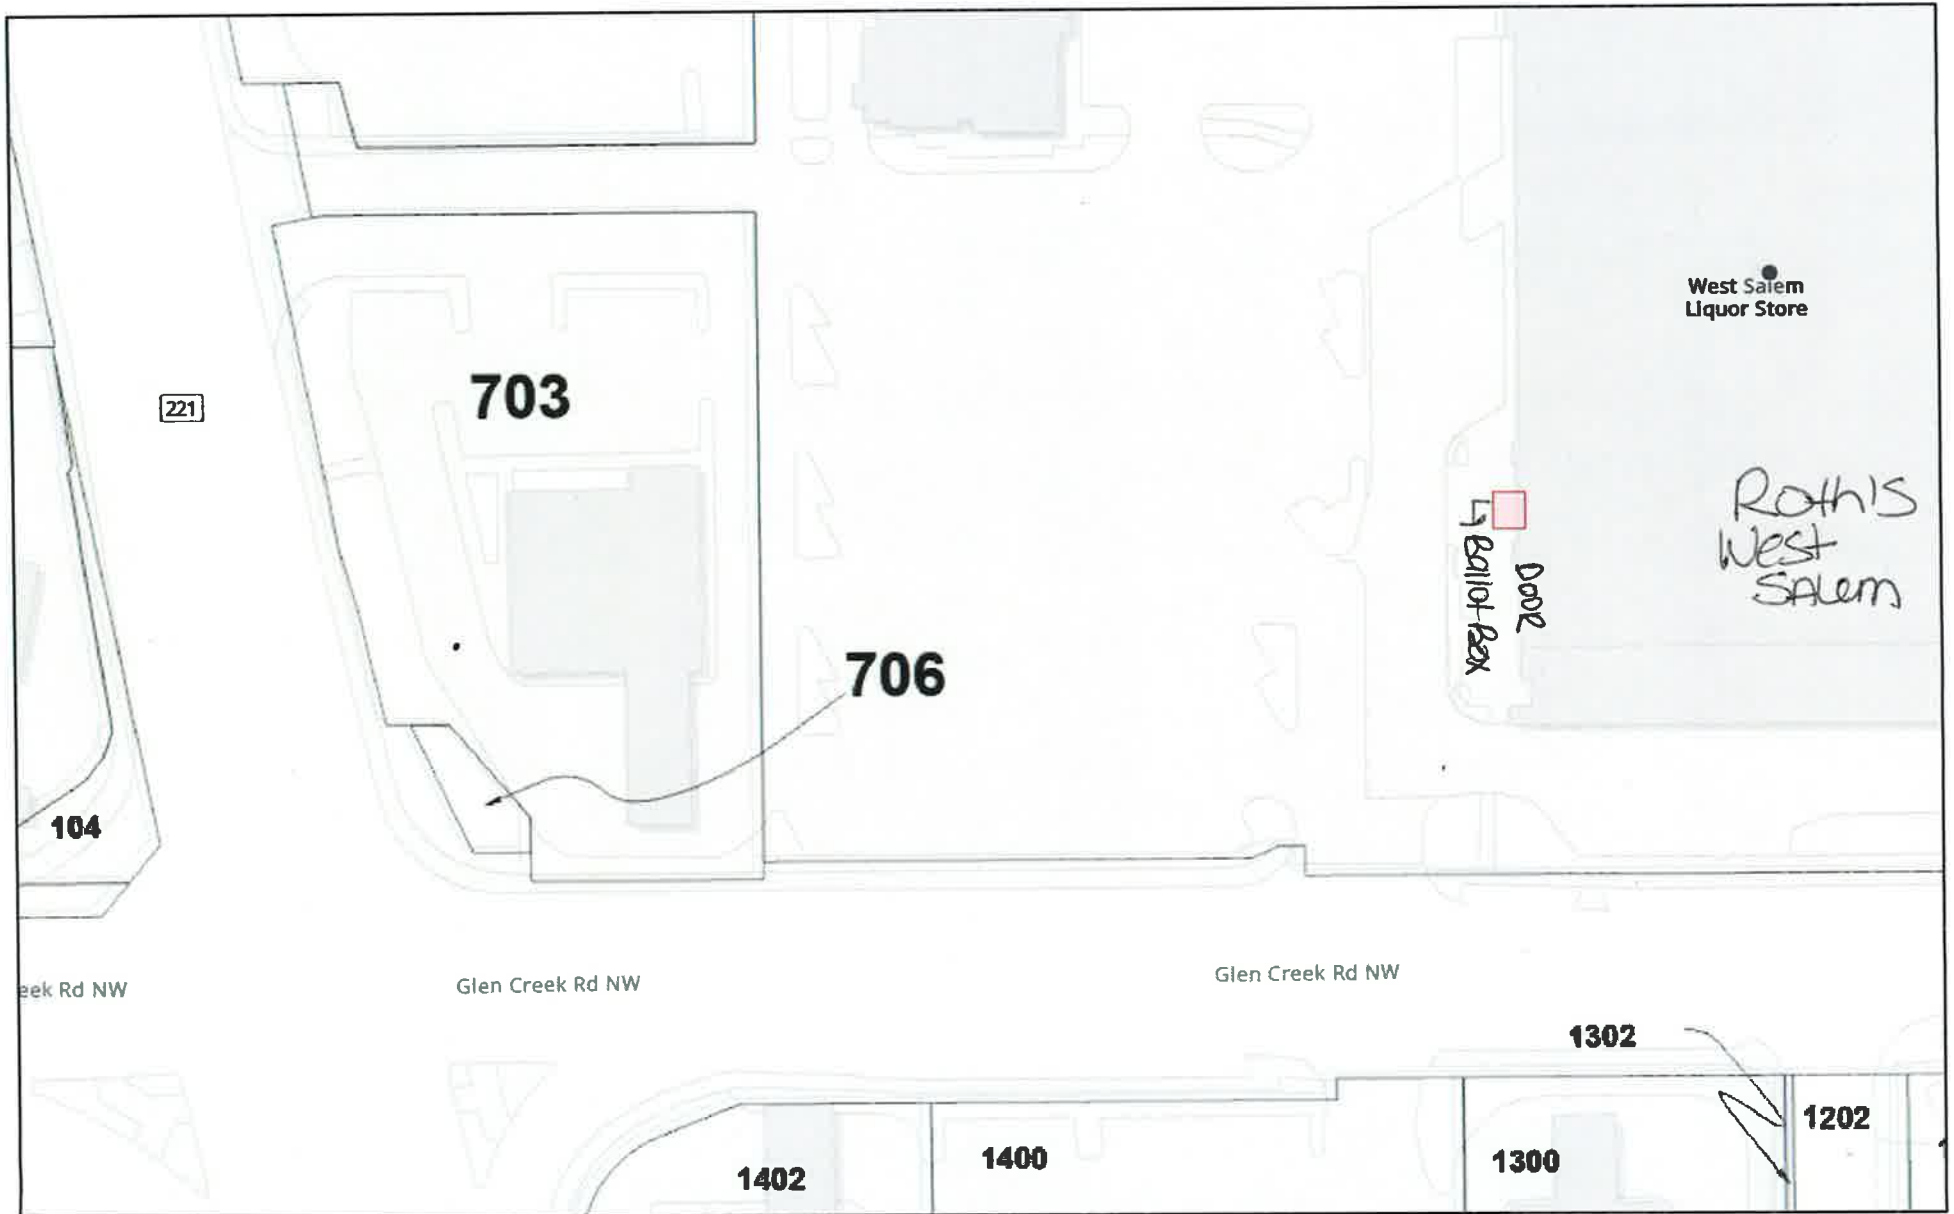 West Salem
Liquor Store
703
221
Roth's
West
Salem
Door
Ballot Box
706
104
eek Rd NW
Glen Creek Rd NW
Glen Creek Rd NW
1302
1202
1400
1300
1402